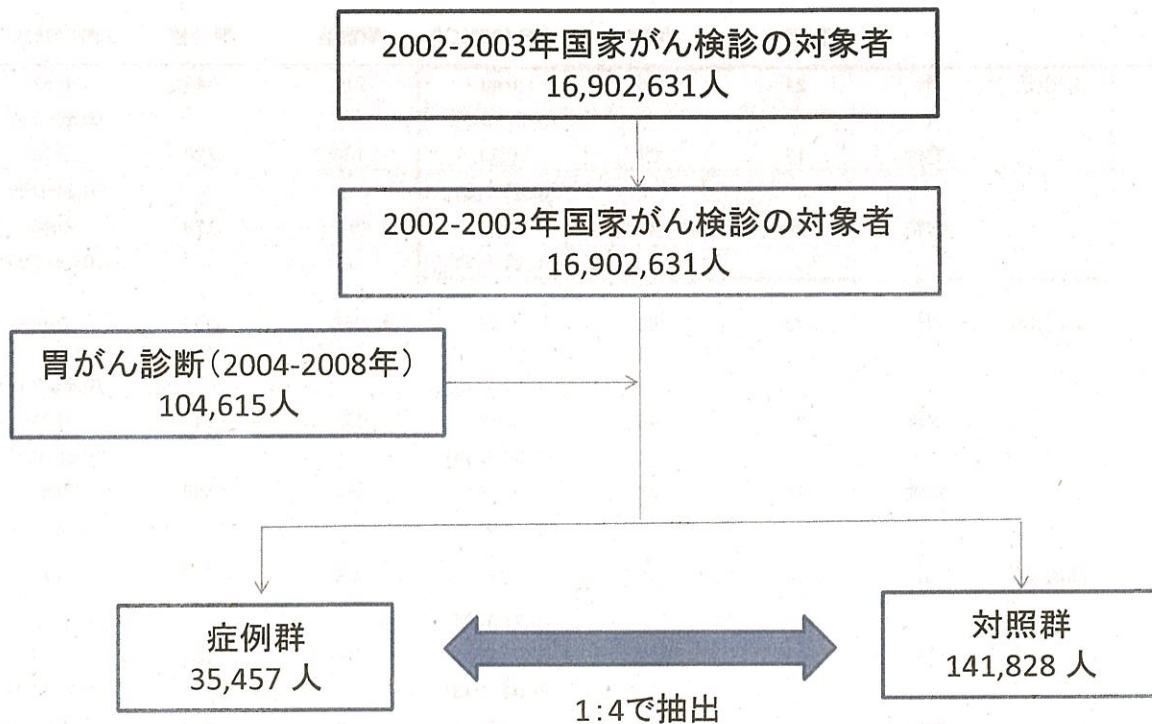 2002-2003年国家がん検診の対象者
16,902,631人
2002-2003年国家がん検診の対象者
16,902,631人
胃がん診断(2004-2008年)
104,615人
症例群
35,457 人
対照群
141,828 人
1:4で抽出